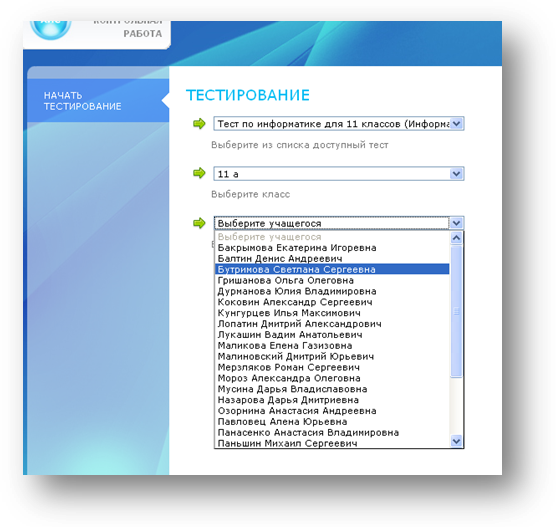 КОНТРОЛЬНАЯ
РАБОТА
НАЧАТЬ
ТЕСТИРОВАНИЕ
ТЕСТИРОВАНИЕ
Тест по информатике для 11 классов (Информа
Выберите из списка доступный тест
11 а
Выберите класс
Выберите учащегося
Выберите учащегося
Бакрымова Екатерина Игоревна
Балтин Денис Андреевич
Бутримова Светлана Сергеевна
Гришанова Ольга Олеговна
Дурманова Юлия Владимировна
Коковин Александр Сергеевич
Кунгурцев Илья Максимович
Лопатин Дмитрий Александрович
Лукашин Вадим Анатольевич
Маликова Елена Газизовна
Малиновский Дмитрий Юрьевич
Мерзляков Роман Сергеевич
Мороз Александра Олеговна
Мусина Дарья Владиславовна
Назарова Дарья Дмитриевна
Озорнина Анастасия Андреевна
Павловец Алена Юрьевна
Панасенко Анастасия Владимировна
Паньшин Михаил Сергеевич